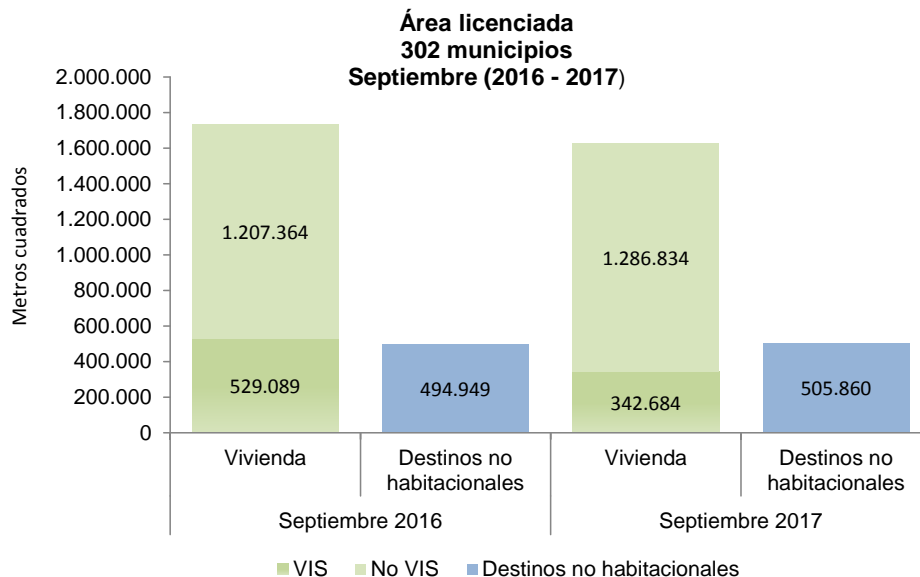 Área licenciada
302 municipios
Septiembre (2016 - 2017)
Metros cuadrados
2.000.000
1.800.000
1.600.000
1.400.000
1.200.000
1.000.000
800.000
600.000
400.000
200.000
0
1.207.364
529.089
494.949
1.286.834
342.684
505.860
Vivienda
Destinos no
habitacionales
Vivienda
Destinos no
habitacionales
Septiembre 2016
Septiembre 2017
VIS No VIS Destinos no habitacionales